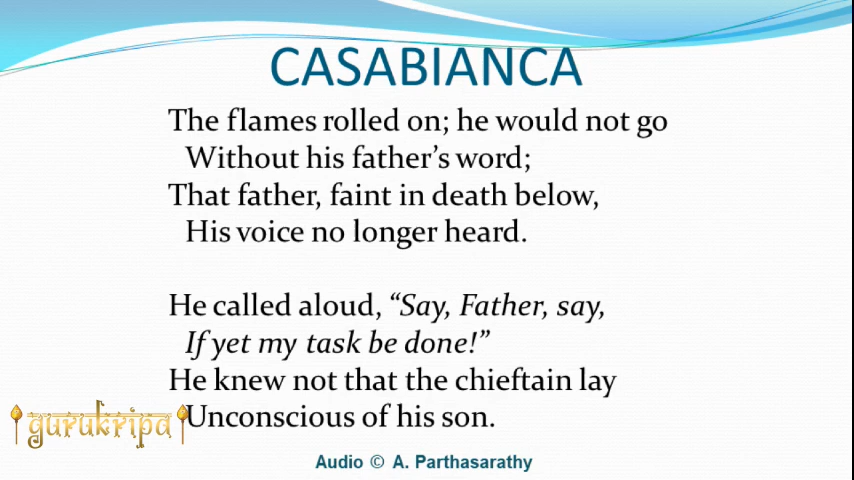 CASABIANCA
The flames rolled on; he would not go
Without his father's word;
That father, faint in death below,
His voice no longer heard.
He called aloud, “Say, Father, say,
If yet my task be done!”
He knew not that the chieftain lay
Unconscious of his son.
gurukripa
Audio © A. Parthasarathy